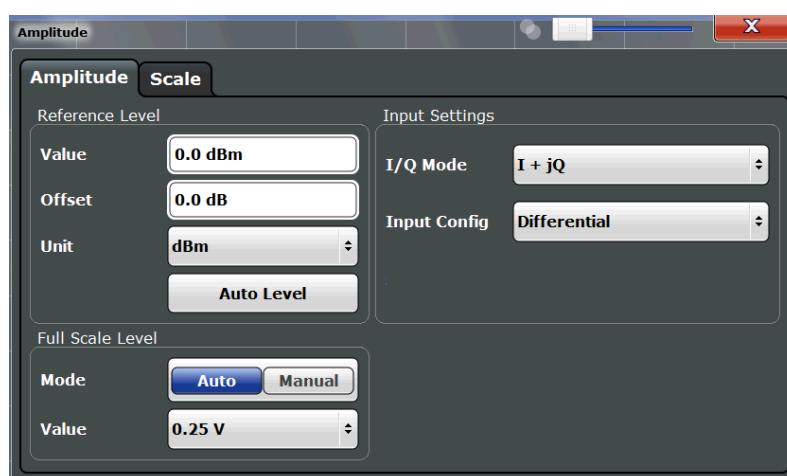 Amplitude
X
Amplitude Scale
Reference Level
Value 0.0 dBm
Offset 0.0 dB
Unit dBm
Auto Level
Input Settings
I/Q Mode I + jQ
Input Config Differential
Full Scale Level
Mode Auto Manual
Value 0.25 V